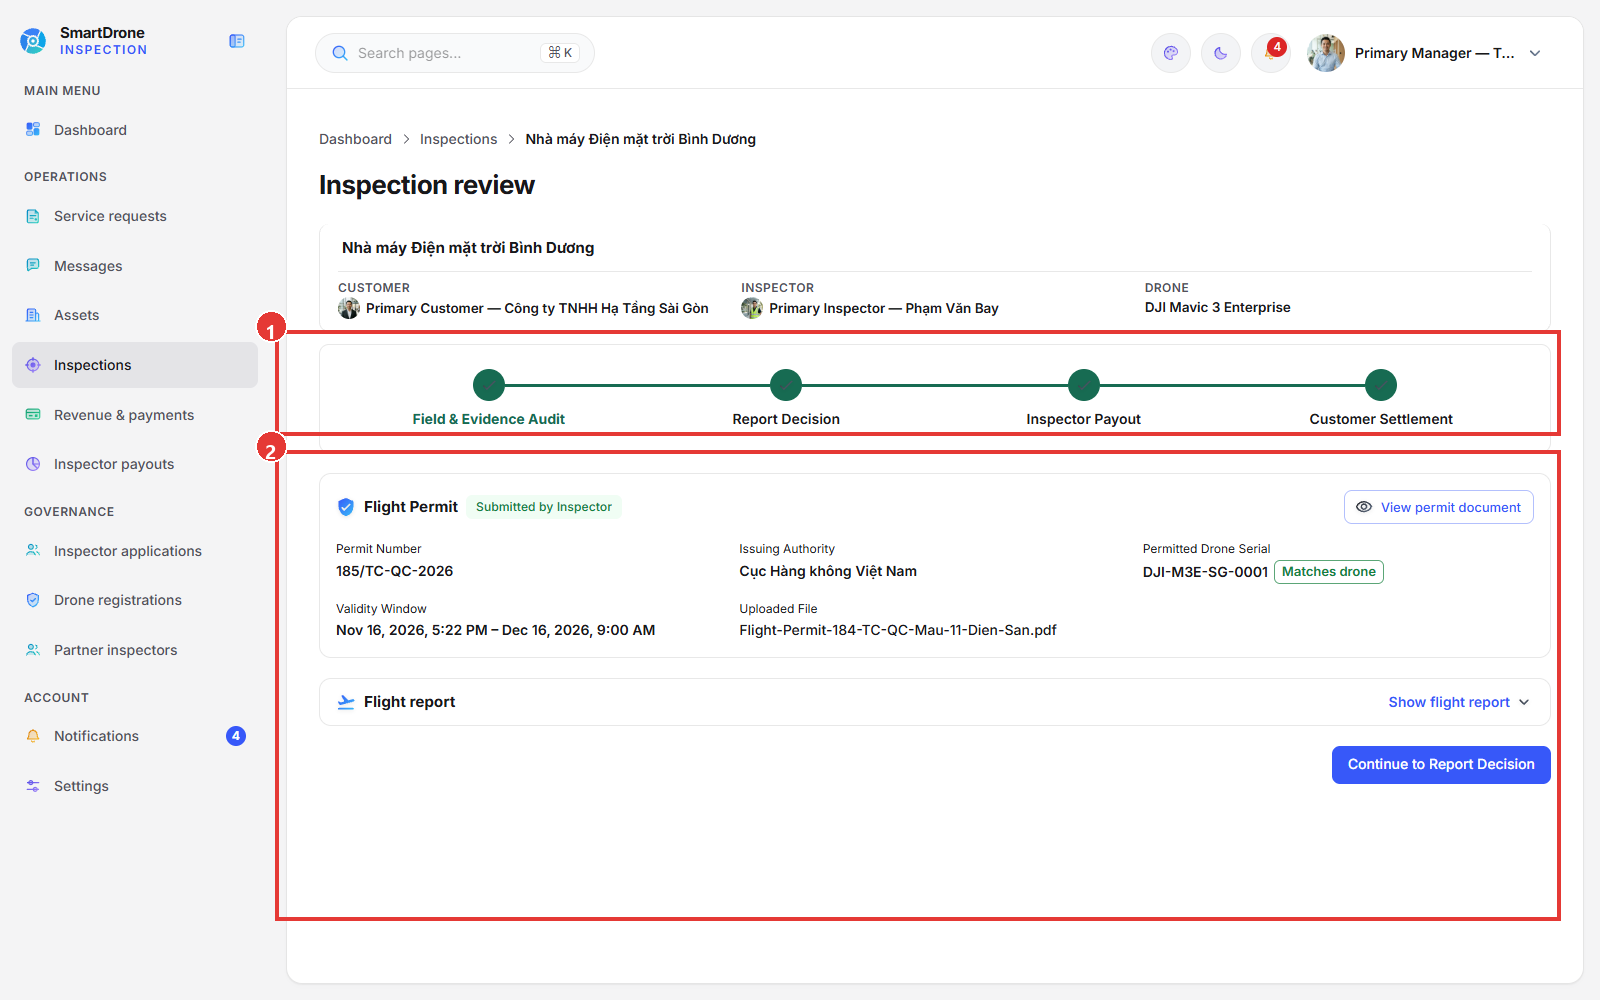 SmartDrone
INSPECTION
Search pages...
⌘ K
4
Primary Manager — T...
MAIN MENU
Dashboard
OPERATIONS
Service requests
Messages
Assets
Inspections
Revenue & payments
Inspector payouts
GOVERNANCE
Inspector applications
Drone registrations
Partner inspectors
ACCOUNT
Notifications
4
Settings
Dashboard > Inspections > Nhà máy Điện mặt trời Bình Dương
Inspection review
Nhà máy Điện mặt trời Bình Dương
CUSTOMER
Primary Customer — Công ty TNHH Hạ Tầng Sài Gòn
INSPECTOR
Primary Inspector — Phạm Văn Bay
DRONE
DJI Mavic 3 Enterprise
1
Field & Evidence Audit
Report Decision
Inspector Payout
Customer Settlement
2
Flight Permit
Submitted by Inspector
View permit document
Permit Number
185/TC-QC-2026
Issuing Authority
Cục Hàng không Việt Nam
Permitted Drone Serial
DJI-M3E-SG-0001
Matches drone
Validity Window
Nov 16, 2026, 5:22 PM – Dec 16, 2026, 9:00 AM
Uploaded File
Flight-Permit-184-TC-QC-Mau-11-Dien-San.pdf
Flight report
Show flight report
Continue to Report Decision